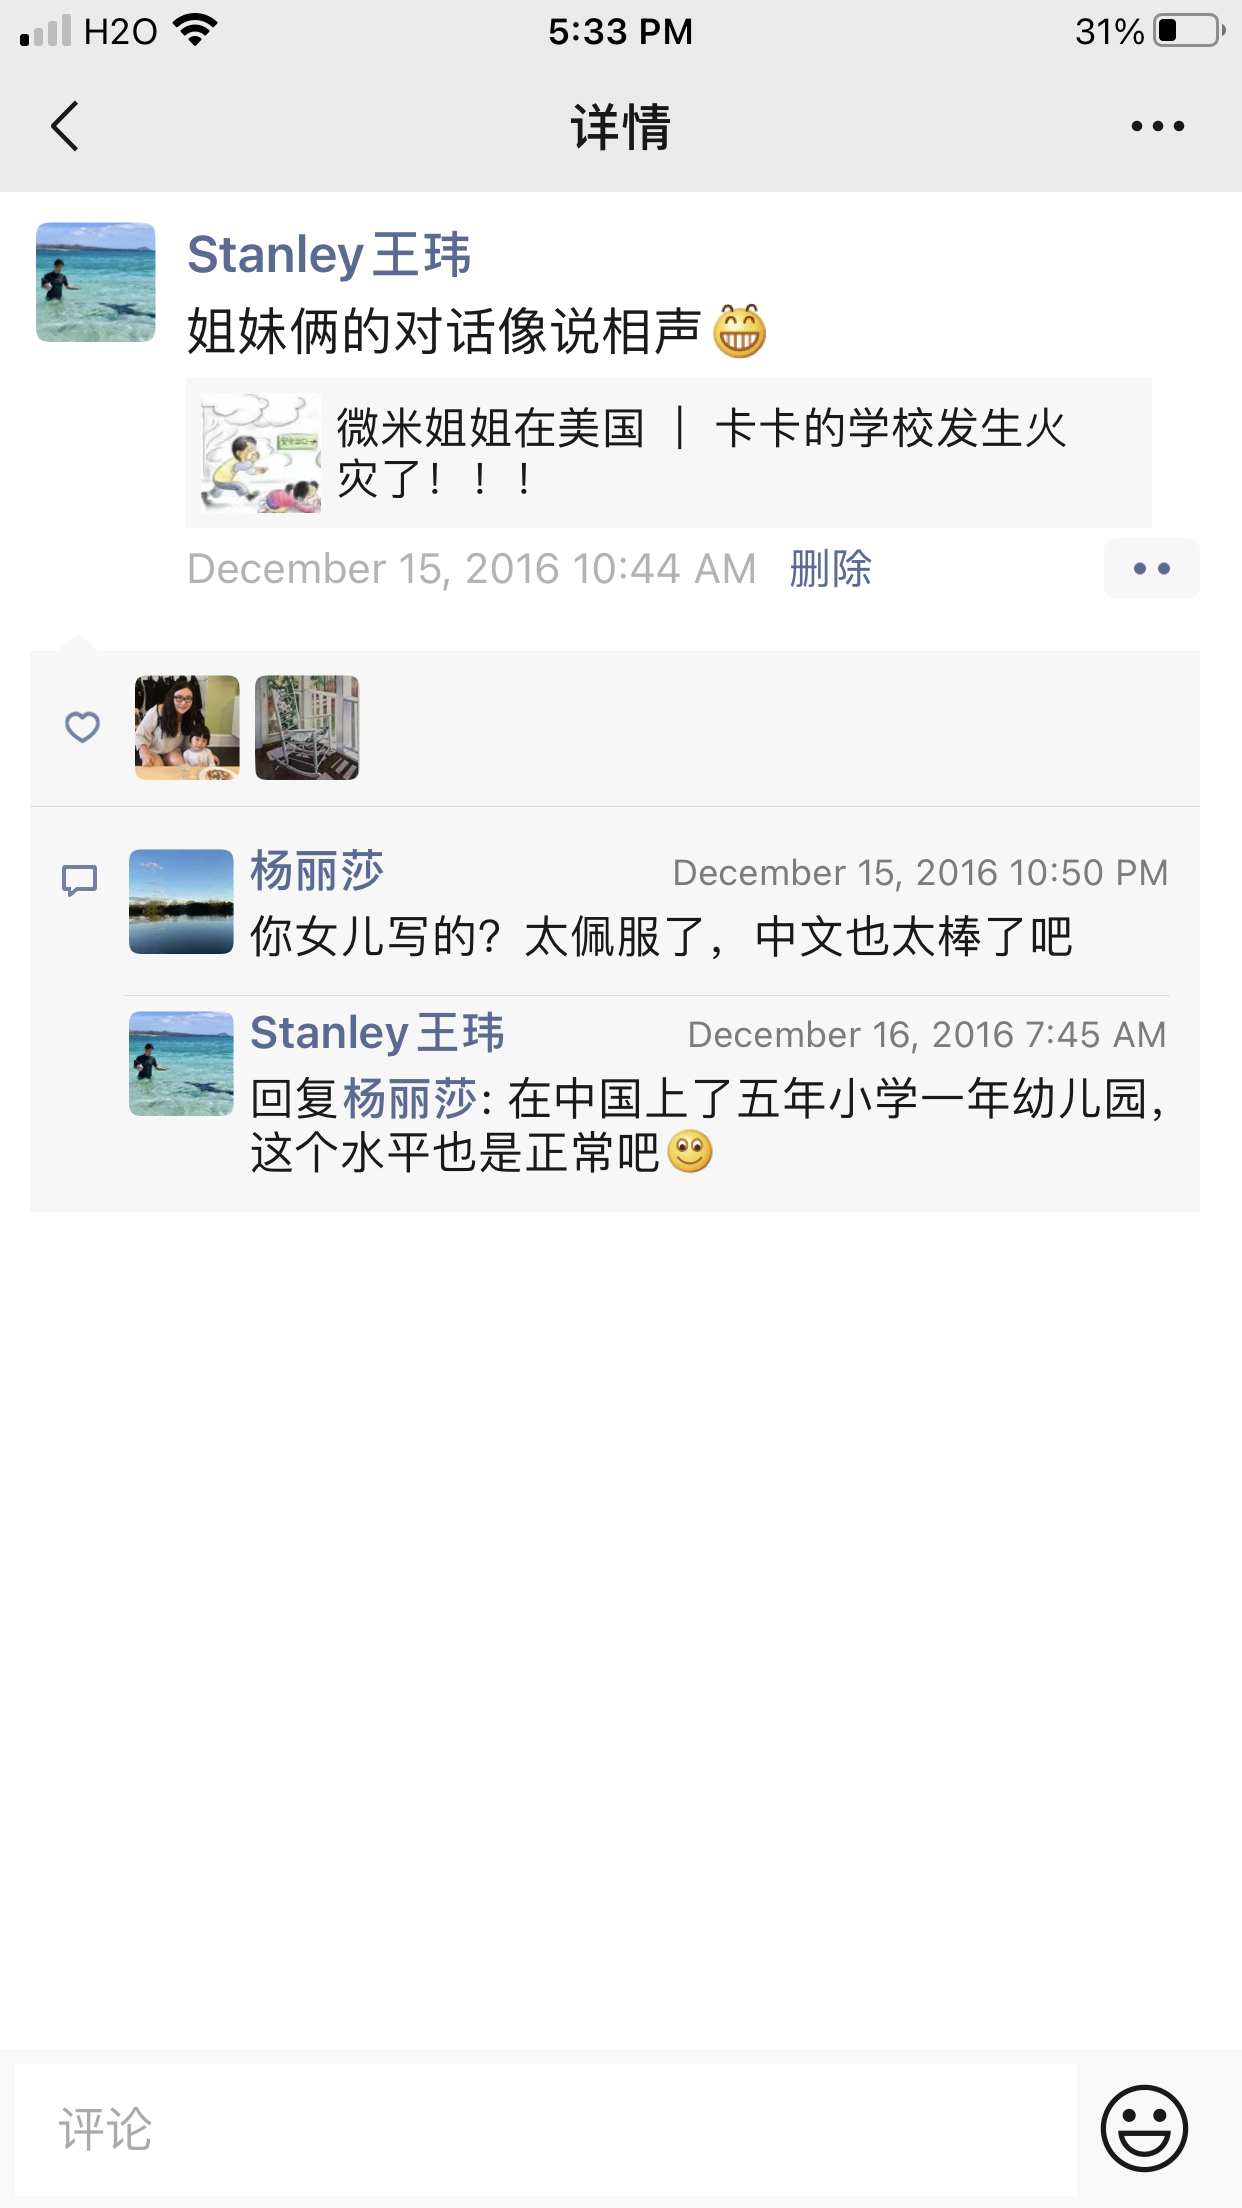 H2O 5:33 PM 31%
详情
Stanley王玮
姐妹俩的对话像说相声😁
微米姐姐在美国 | 卡卡的学校发生火
灾了！！！
December 15, 2016 10:44 AM 删除
杨丽莎 December 15, 2016 10:50 PM
你女儿写的？太佩服了，中文也太棒了吧
Stanley王玮 December 16, 2016 7:45 AM
回复杨丽莎: 在中国上了五年小学一年幼儿园，
这个水平也是正常吧🙂
评论